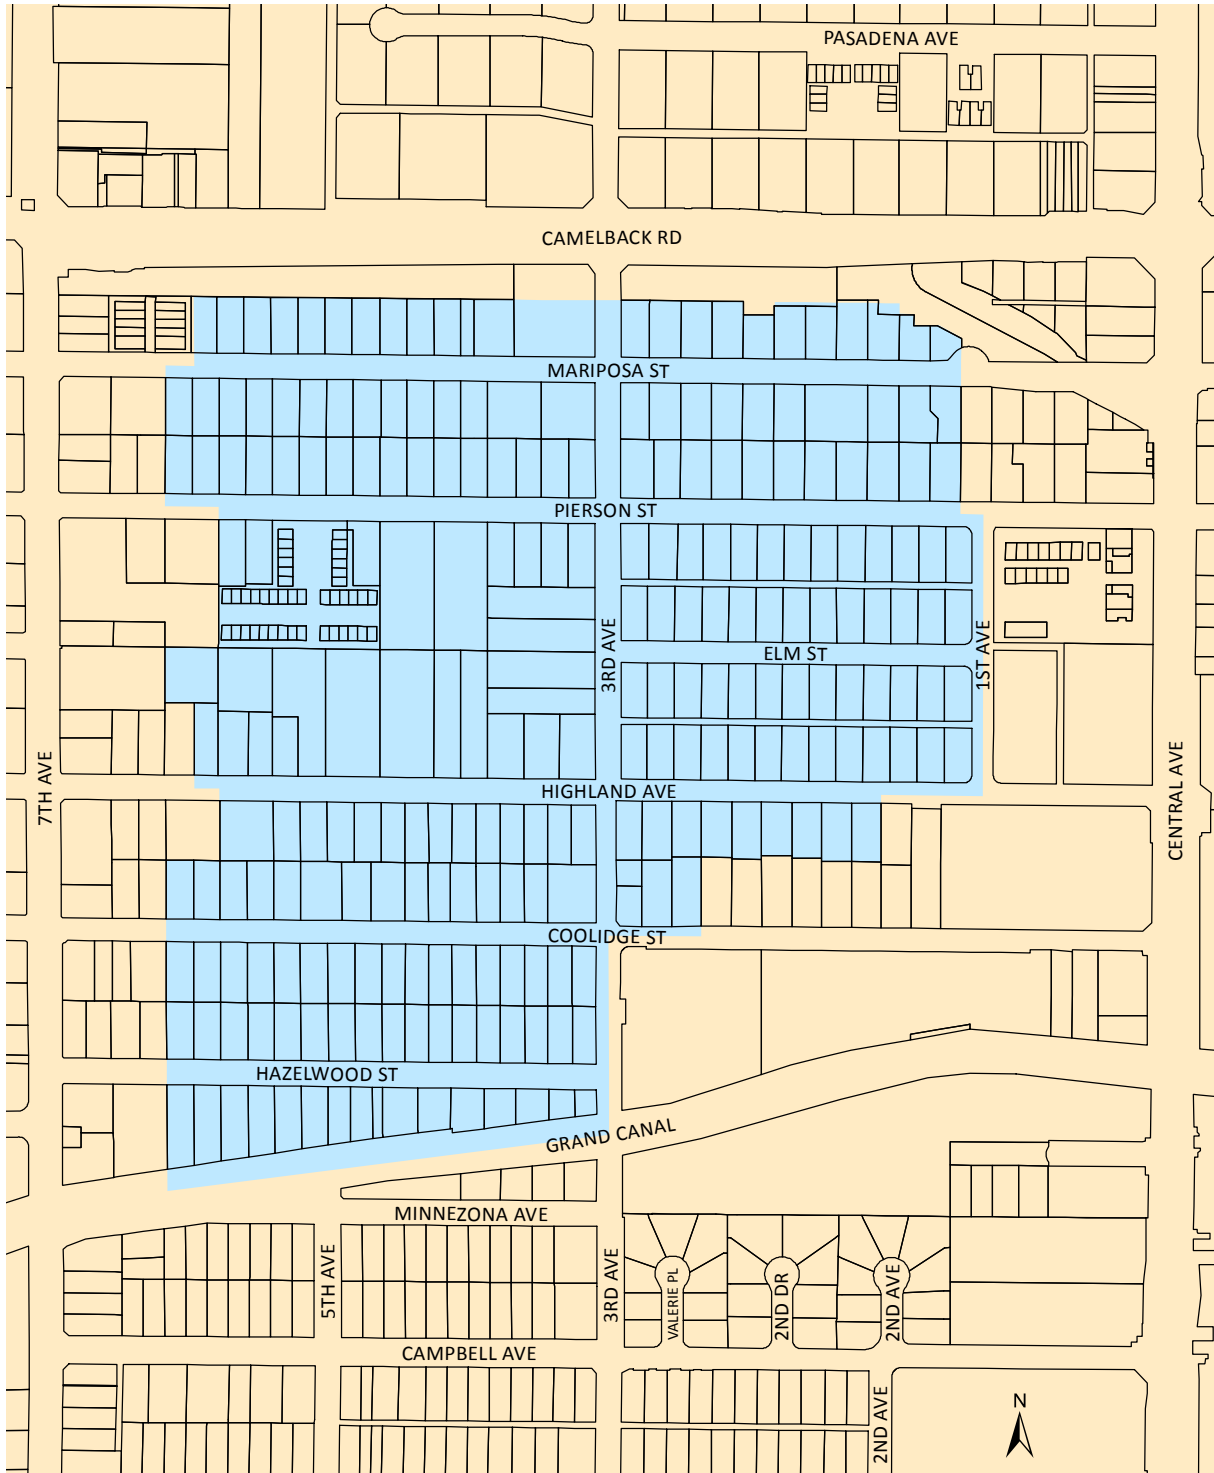 PASADENA AVE
CAMELBACK RD
MARIPOSA ST
PIERSON ST
3RD AVE
ELM ST
1ST AVE
7TH AVE
HIGHLAND AVE
CENTRAL AVE
COOLIDGE ST
HAZELWOOD ST
GRAND CANAL
MINNEZONA AVE
5TH AVE
3RD AVE
VALERIE PL
2ND DR
2ND AVE
CAMPBELL AVE
2ND AVE
N